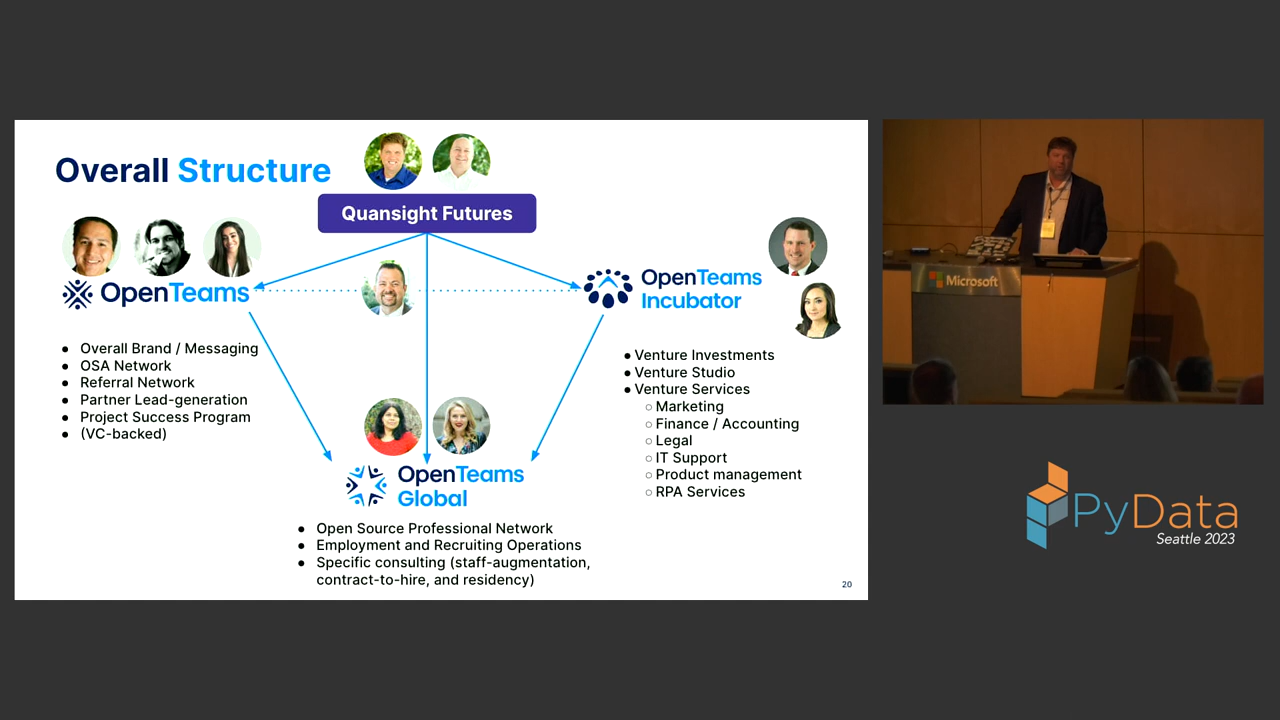 Overall Structure
Quansight Futures
OpenTeams
OpenTeams
Incubator
● Overall Brand / Messaging
● OSA Network
● Referral Network
● Partner Lead-generation
● Project Success Program
● (VC-backed)
● Venture Investments
● Venture Studio
● Venture Services
○ Marketing
○ Finance / Accounting
○ Legal
○ IT Support
○ Product management
○ RPA Services
OpenTeams
Global
● Open Source Professional Network
● Employment and Recruiting Operations
● Specific consulting (staff-augmentation,
contract-to-hire, and residency)
20
Microsoft
PyData
Seattle 2023